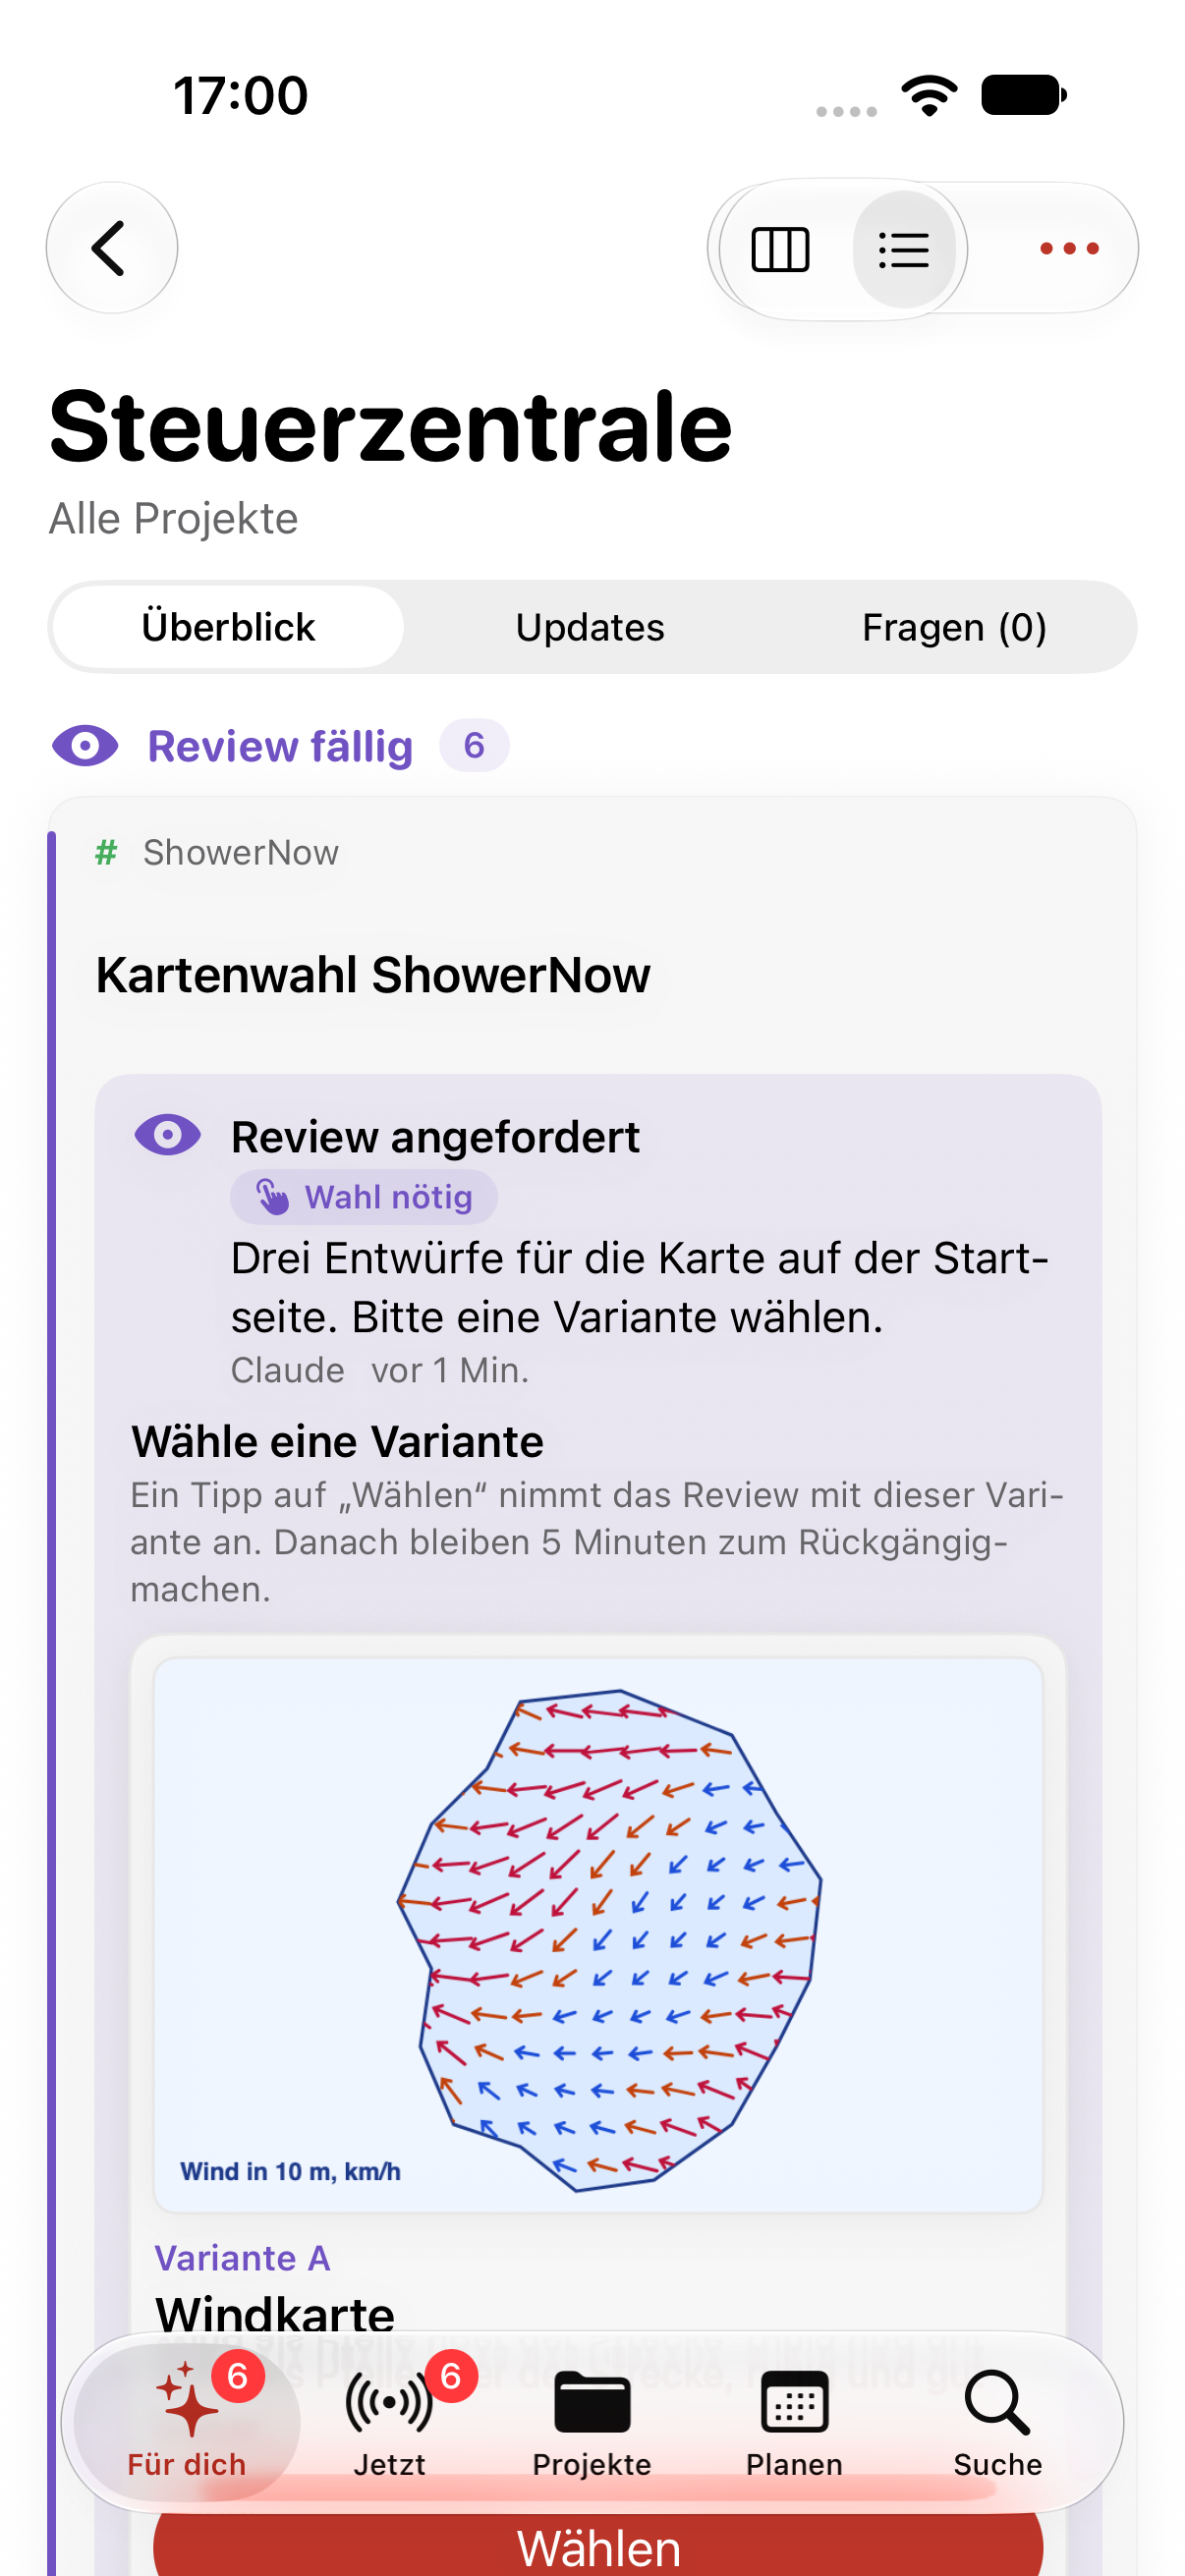 17:00
Steuerzentrale
Alle Projekte
Überblick
Updates
Fragen (0)
Review fällig 6
# ShowerNow
Kartenwahl ShowerNow
Review angefordert
Wahl nötig
Drei Entwürfe für die Karte auf der Start-
seite. Bitte eine Variante wählen.
Claude vor 1 Min.
Wähle eine Variante
Ein Tipp auf „Wählen“ nimmt das Review mit dieser Vari-
ante an. Danach bleiben 5 Minuten zum Rückgängig-
machen.
Wind in 10 m, km/h
Variante A
Windkarte
6
6
Für dich
Jetzt
Projekte
Planen
Suche
Wählen